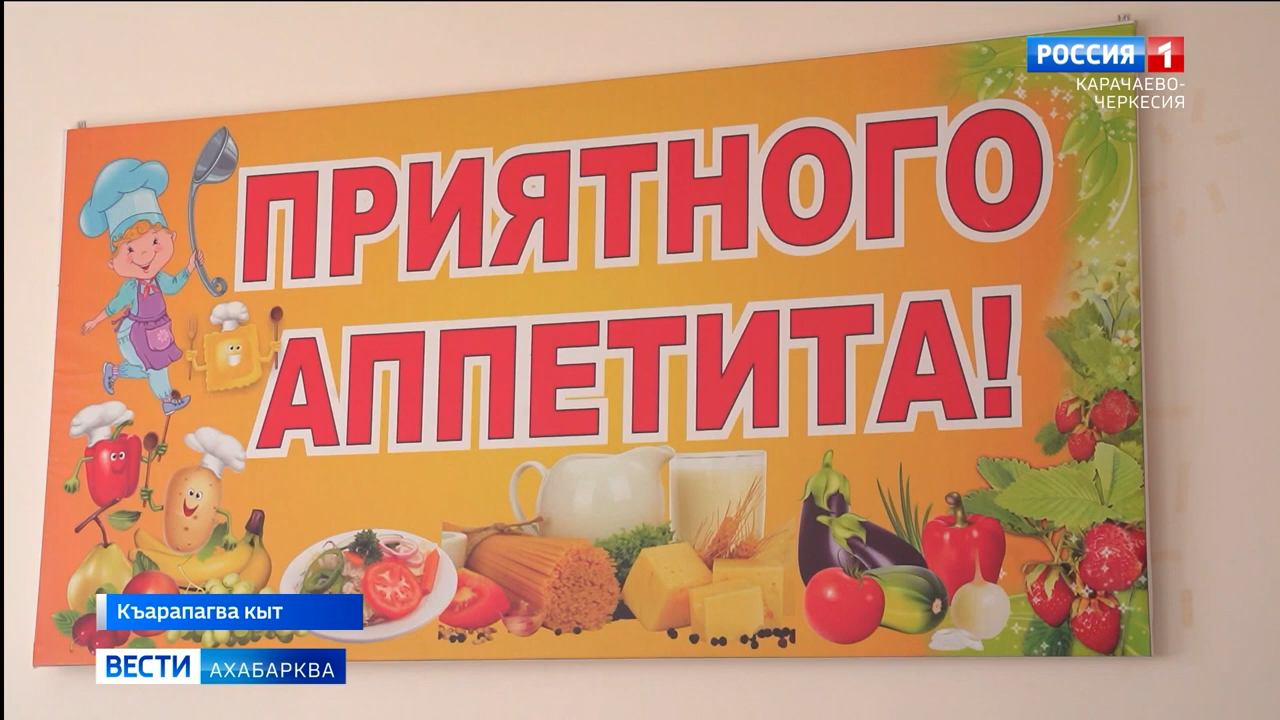 РОССИЯ 1
КАРАЧАЕВО-
ЧЕРКЕСИЯ
ПРИЯТНОГО
АППЕТИТА!
Къарапагва кыт
ВЕСТИ АХАБАРКВА